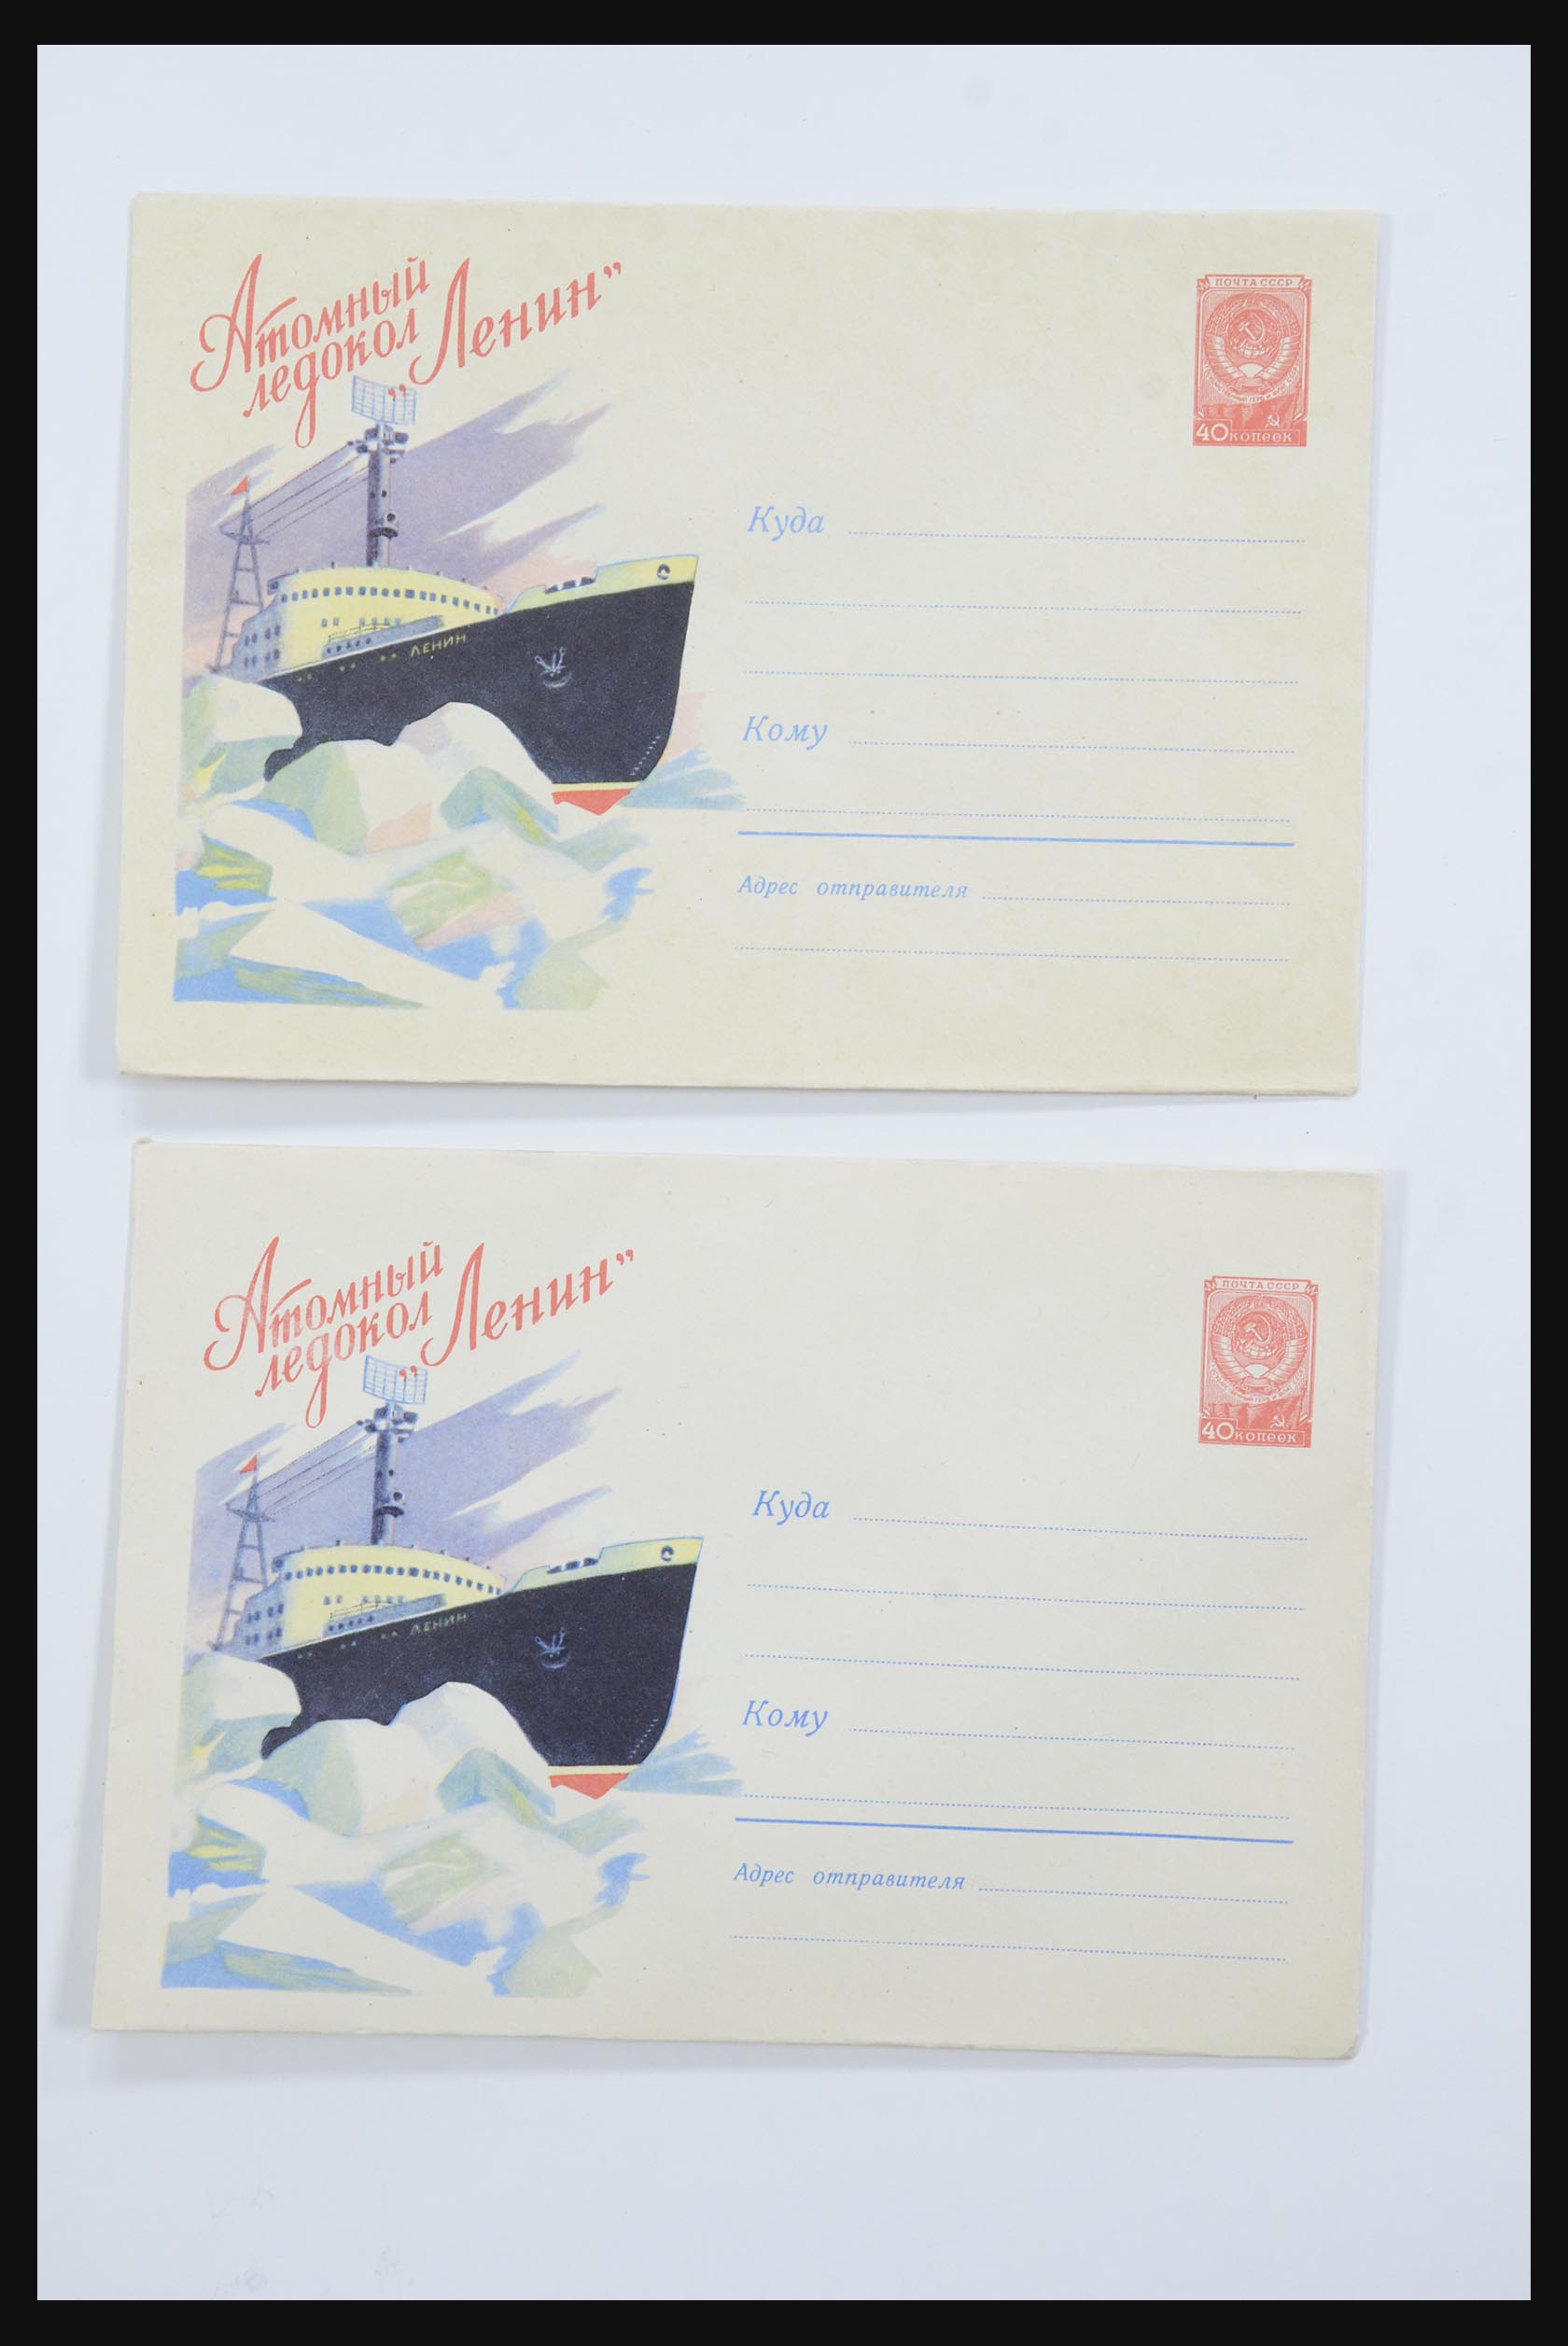 Атомный
ледокол „Ленин”
ПОЧТА СССР
40 КОПЕЕК
Куда
ЛЕНИН
Кому
Адрес отправителя
Атомный
ледокол „Ленин”
ПОЧТА СССР
40 КОПЕЕК
Куда
ЛЕНИН
Кому
Адрес отправителя